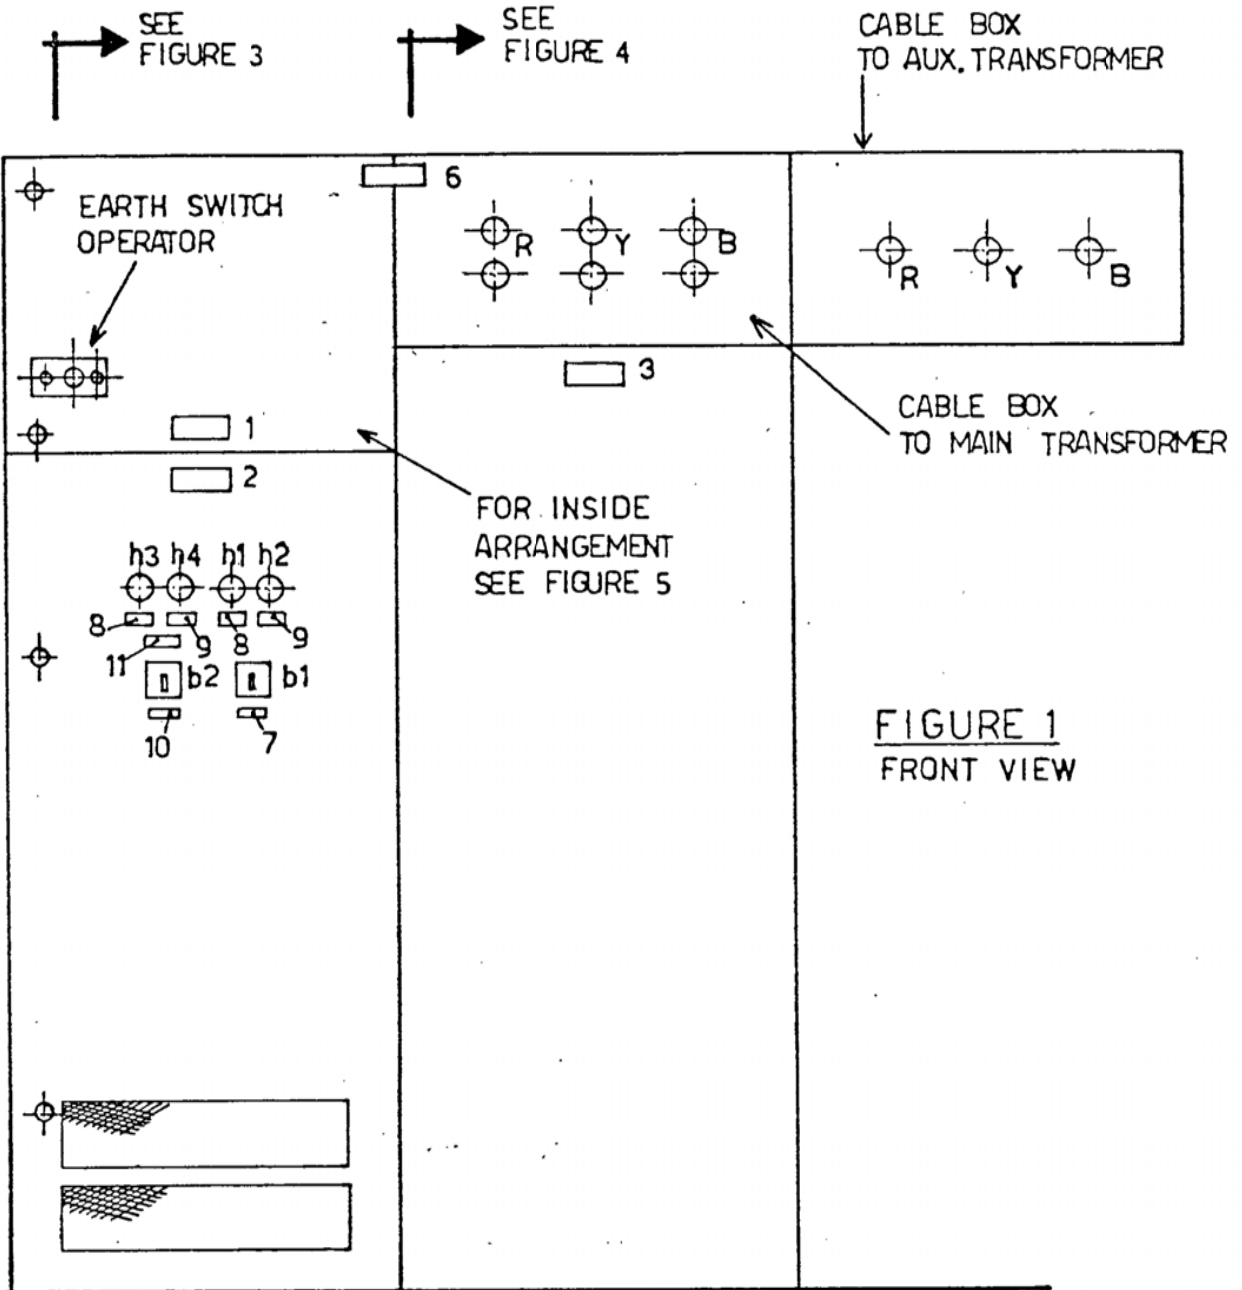 SEE
FIGURE 3
SEE
FIGURE 4
CABLE BOX
TO AUX. TRANSFORMER
6
EARTH SWITCH
OPERATOR
R Y B
R Y B
3
1
CABLE BOX
TO MAIN TRANSFORMER
2
FOR INSIDE
ARRANGEMENT
SEE FIGURE 5
h3 h4 h1 h2
8 9 8 9
11
b2 b1
10 7
FIGURE 1
FRONT VIEW